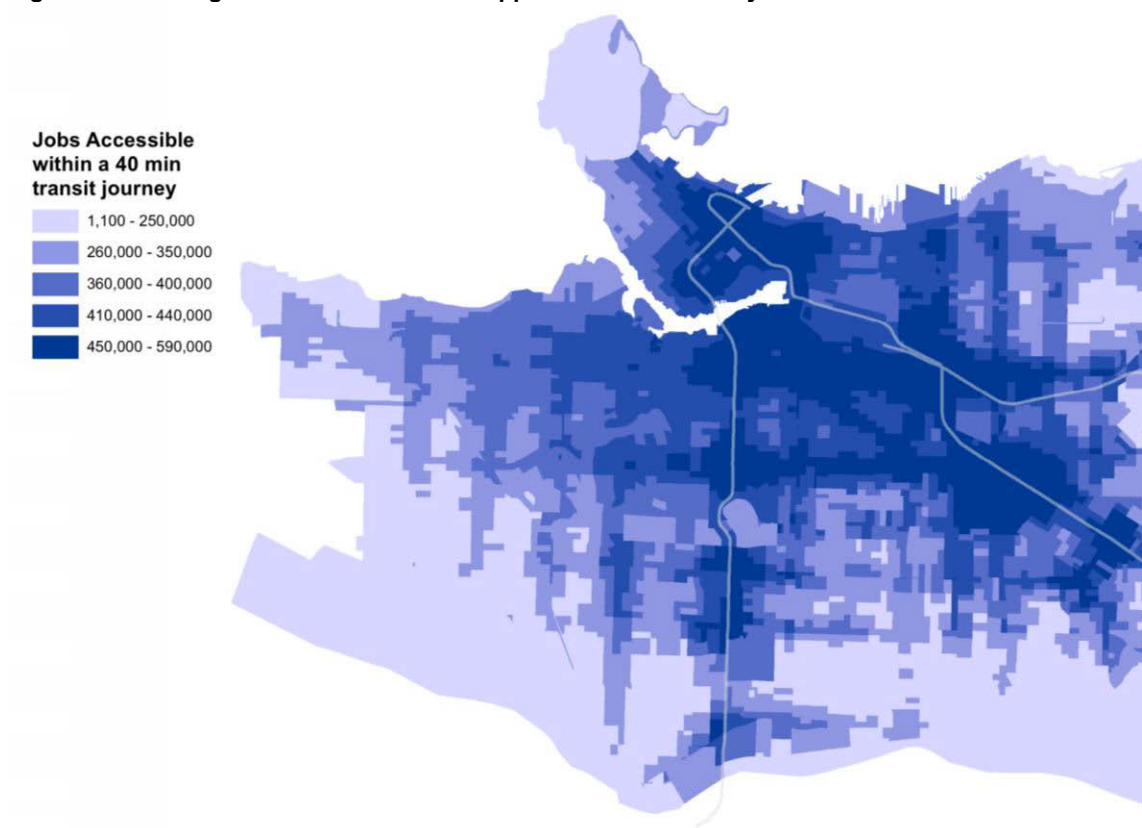 Jobs Accessible
within a 40 min
transit journey
1,100 - 250,000
260,000 - 350,000
360,000 - 400,000
410,000 - 440,000
450,000 - 590,000